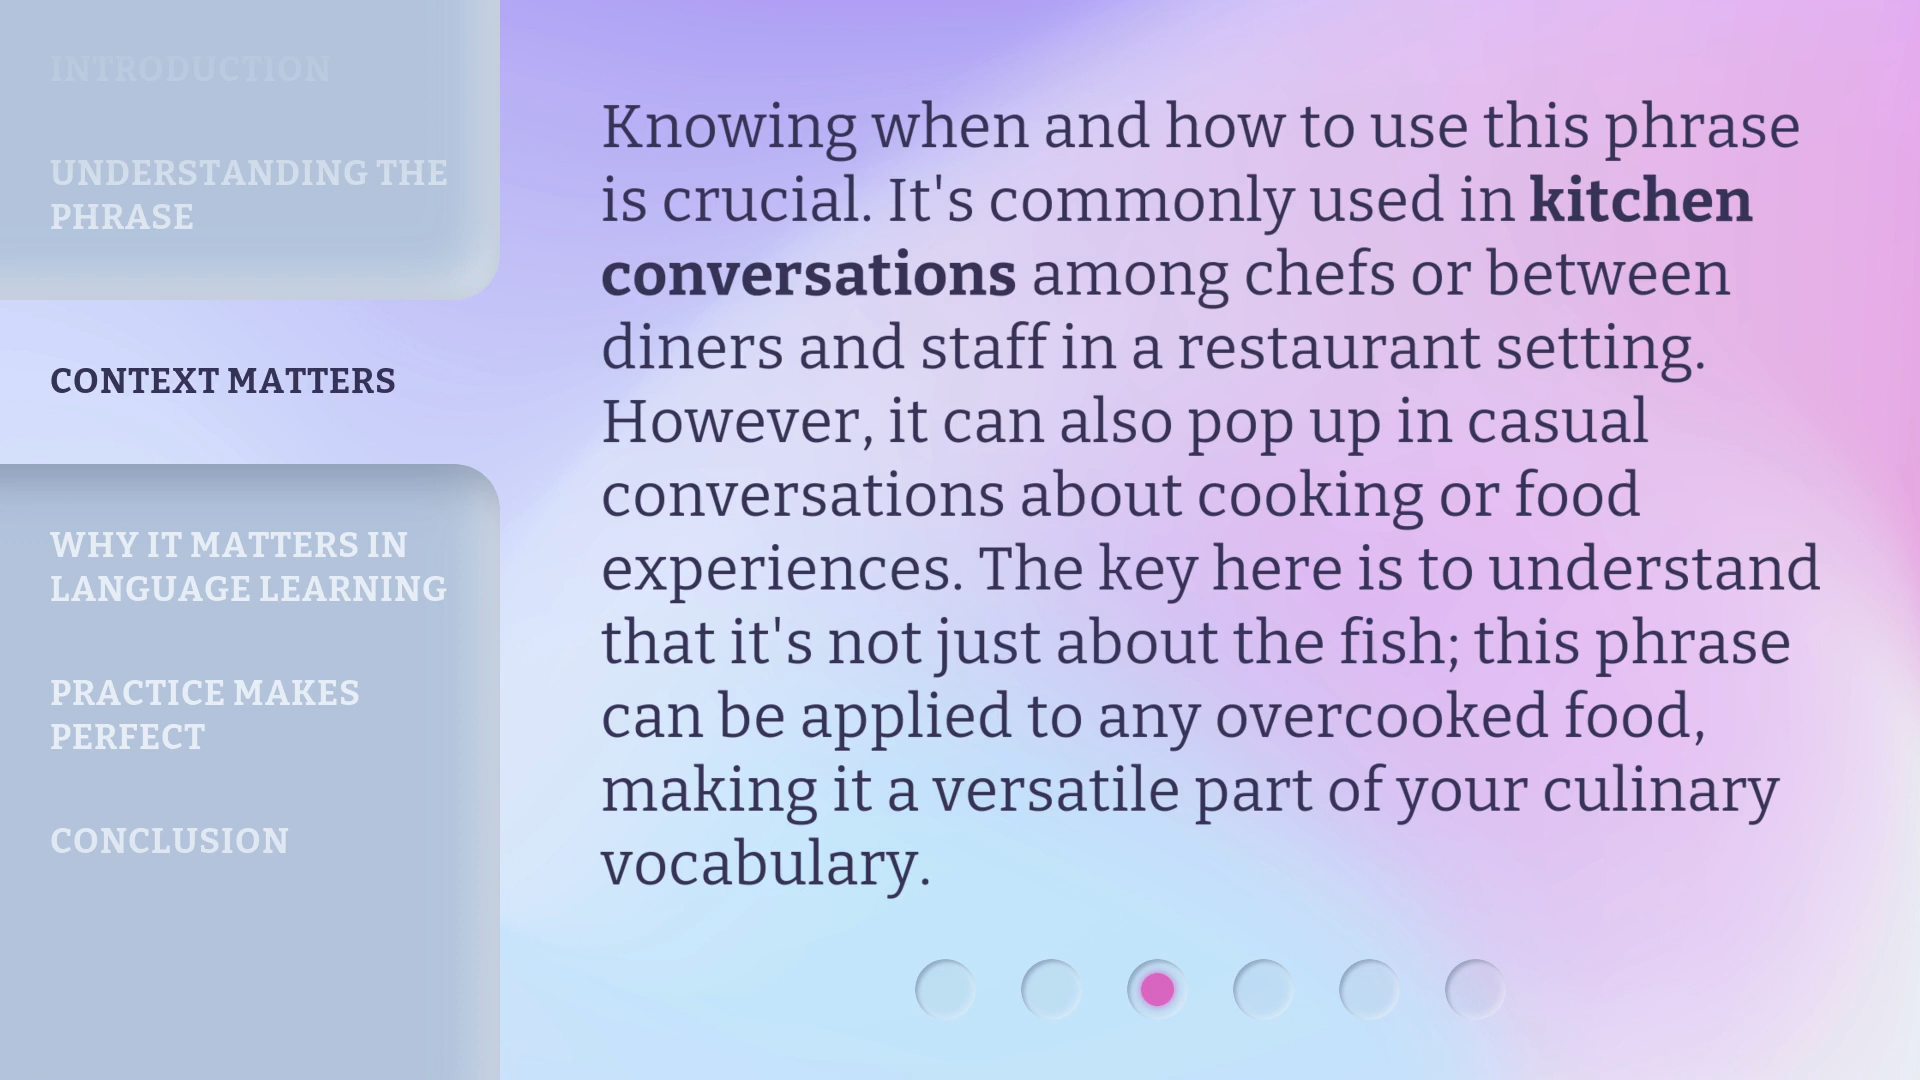 INTRODUCTION
UNDERSTANDING THE
PHRASE
CONTEXT MATTERS
WHY IT MATTERS IN
LANGUAGE LEARNING
PRACTICE MAKES
PERFECT
CONCLUSION
Knowing when and how to use this phrase
is crucial. It's commonly used in kitchen
conversations among chefs or between
diners and staff in a restaurant setting.
However, it can also pop up in casual
conversations about cooking or food
experiences. The key here is to understand
that it's not just about the fish; this phrase
can be applied to any overcooked food,
making it a versatile part of your culinary
vocabulary.